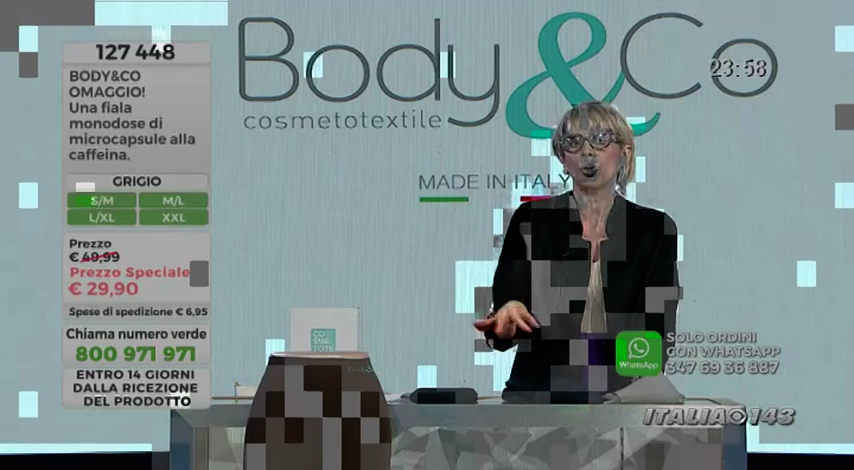 Body&Co
cosmetotextile
23:58
MADE IN ITALY
127 448
BODY&CO
OMAGGIO!
Una fiala
monodose di
microcapsule alla
caffeina.
GRIGIO
S/M M/L
L/XL XXL
Prezzo
€ 49,99
Prezzo Speciale
€ 29,90
Spese di spedizione € 6,95
Chiama numero verde
800 971 971
ENTRO 14 GIORNI
DALLA RICEZIONE
DEL PRODOTTO
CO
SME
TOTE
WhatsApp
SOLO ORDINI
CON WHATSAPP
347 69 36 887
ITALIA 143